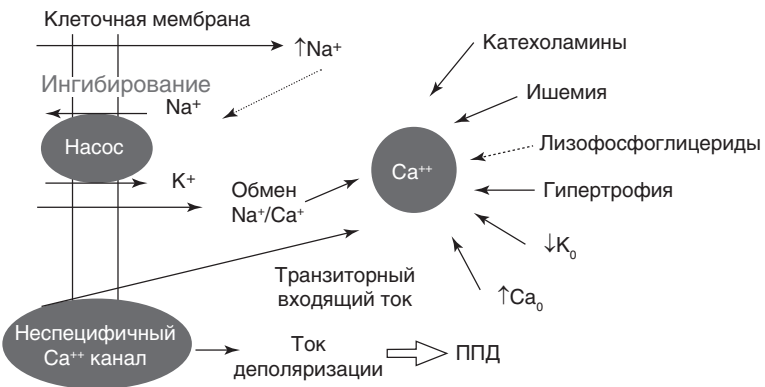 Клеточная мембрана
↑Na⁺
Ингибирование
Na⁺
Насос
K⁺
Обмен
Na⁺/Ca⁺
Ca⁺⁺
Катехоламины
Ишемия
Лизофосфоглицериды
Гипертрофия
↓K₀
↑Ca₀
Транзиторный
входящий ток
Неспецифичный
Ca⁺⁺ канал
Ток
деполяризации
ППД